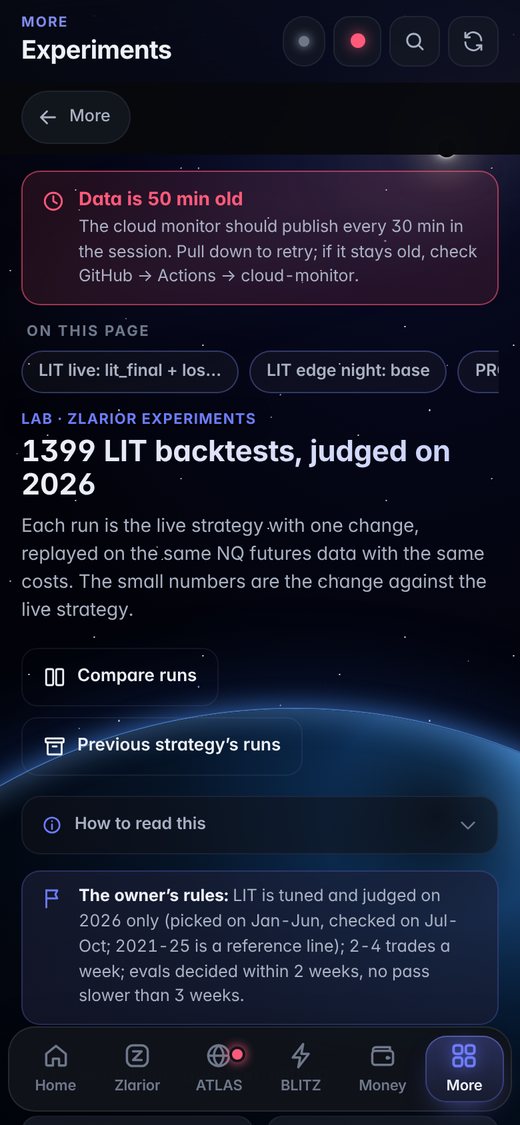 MORE
Experiments
More
Data is 50 min old
The cloud monitor should publish every 30 min in
the session. Pull down to retry; if it stays old, check
GitHub → Actions → cloud-monitor.
ON THIS PAGE
LIT live: lit_final + los...
LIT edge night: base
LAB · ZLARIOR EXPERIMENTS
1399 LIT backtests, judged on
2026
Each run is the live strategy with one change,
replayed on the same NQ futures data with the same
costs. The small numbers are the change against the
live strategy.
Compare runs
Previous strategy's runs
How to read this
The owner's rules: LIT is tuned and judged on
2026 only (picked on Jan-Jun, checked on Jul-
Oct; 2021-25 is a reference line); 2-4 trades a
week; evals decided within 2 weeks, no pass
slower than 3 weeks.
Home
Zlarior
ATLAS
BLITZ
Money
More